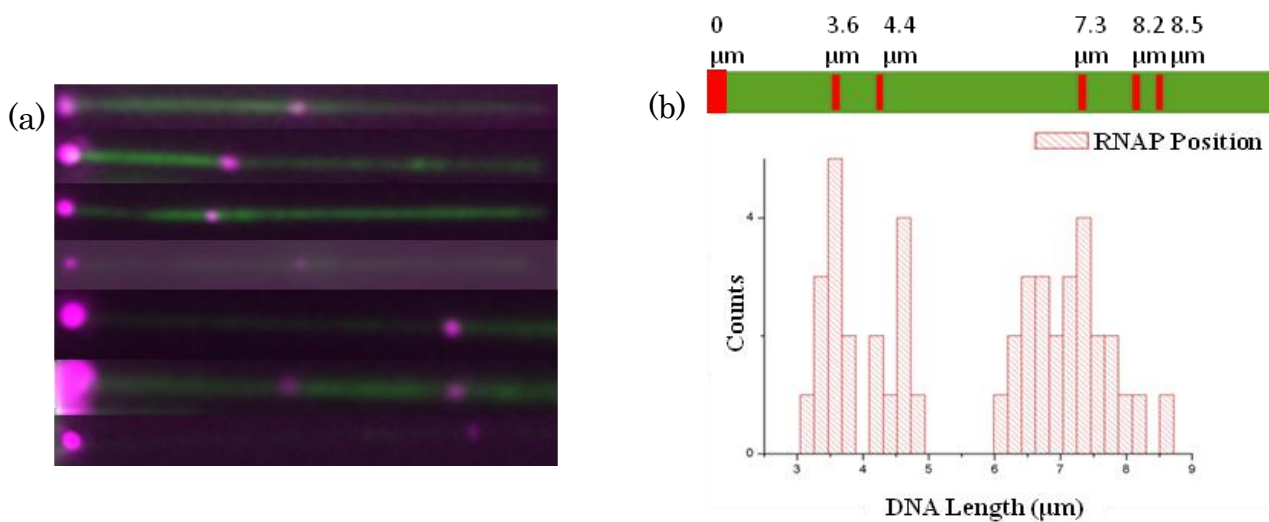 (a)
(b)
0 3.6 4.4 7.3 8.2 8.5
μm μm μm μm μm μm
RNAP Position
4
Counts
0
3 4 5 6 7 8 9
DNA Length (μm)